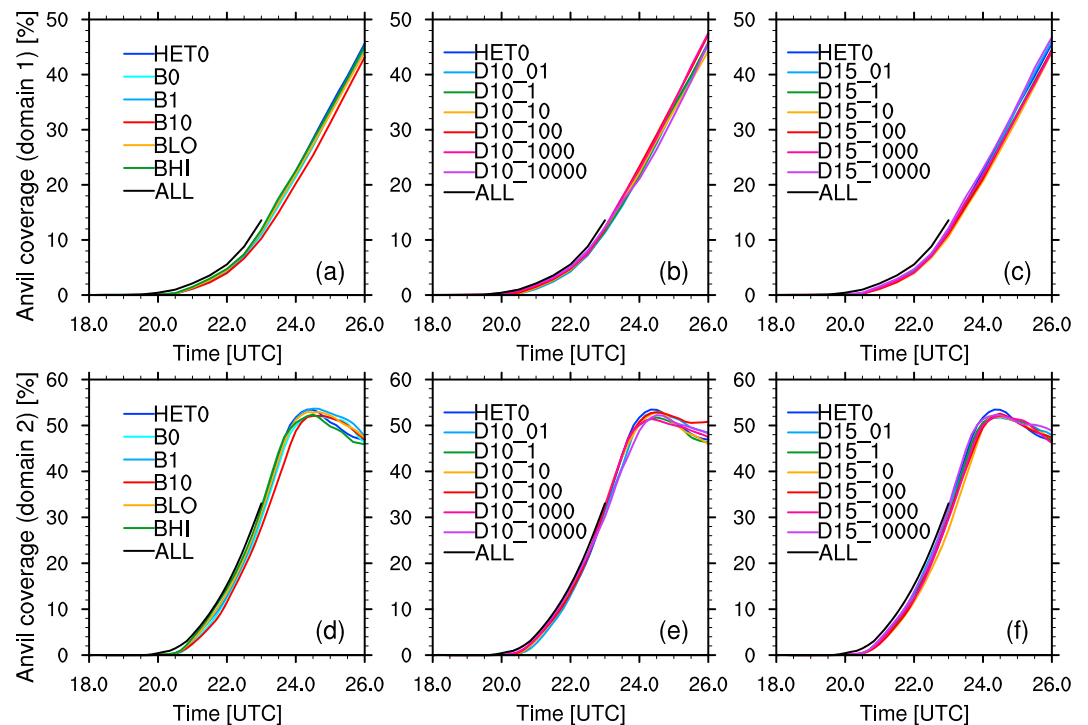 Anvil coverage (domain 1) [%]
50
40
30
20
10
0
HET0
B0
B1
B10
BLO
BHI
ALL
(a)
18.0 20.0 22.0 24.0 26.0
Time [UTC]
50
40
30
20
10
0
HET0
D10_01
D10_1
D10_10
D10_100
D10_1000
D10_10000
ALL
(b)
18.0 20.0 22.0 24.0 26.0
Time [UTC]
50
40
30
20
10
0
HET0
D15_01
D15_1
D15_10
D15_100
D15_1000
D15_10000
ALL
(c)
18.0 20.0 22.0 24.0 26.0
Time [UTC]
Anvil coverage (domain 2) [%]
60
50
40
30
20
10
0
HET0
B0
B1
B10
BLO
BHI
ALL
(d)
18.0 20.0 22.0 24.0 26.0
Time [UTC]
60
50
40
30
20
10
0
HET0
D10_01
D10_1
D10_10
D10_100
D10_1000
D10_10000
ALL
(e)
18.0 20.0 22.0 24.0 26.0
Time [UTC]
60
50
40
30
20
10
0
HET0
D15_01
D15_1
D15_10
D15_100
D15_1000
D15_10000
ALL
(f)
18.0 20.0 22.0 24.0 26.0
Time [UTC]